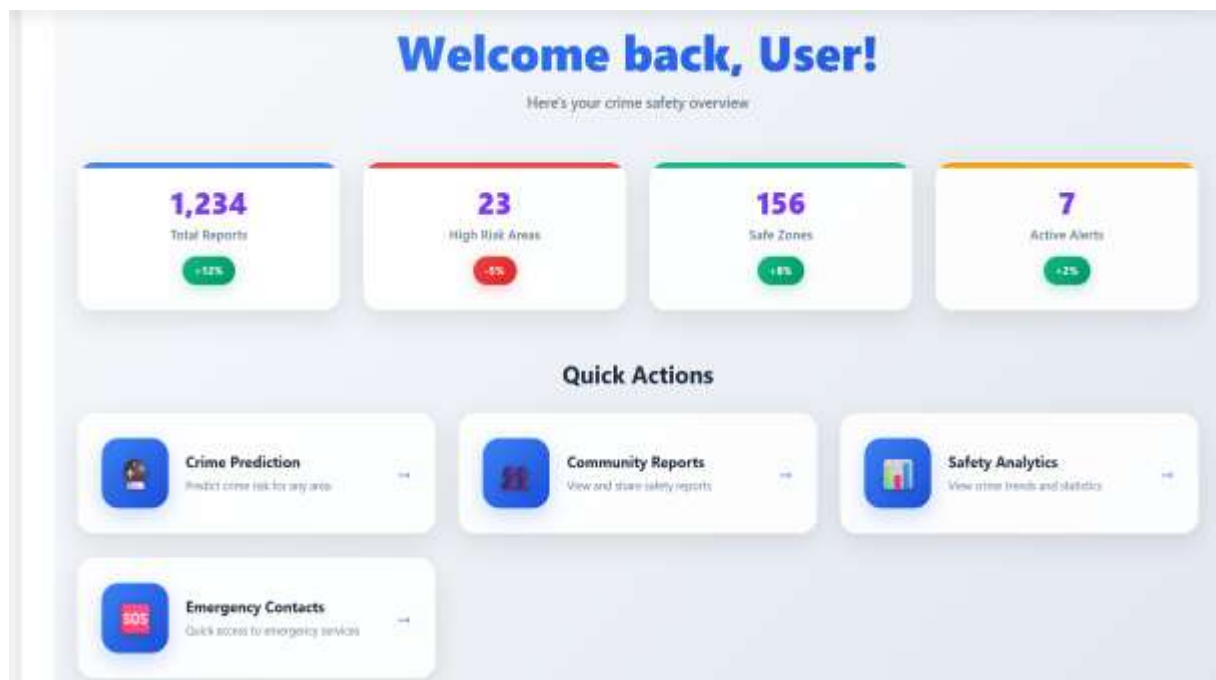 Welcome back, User!
Here's your crime safety overview
1,234
Total Reports
+12%
23
High Risk Areas
-5%
156
Safe Zones
+8%
7
Active Alerts
+2%
Quick Actions
Crime Prediction
Predict crime risk for any area
→
Community Reports
View and share safety reports
→
Safety Analytics
View crime trends and statistics
→
SOS
Emergency Contacts
Quick access to emergency services
→